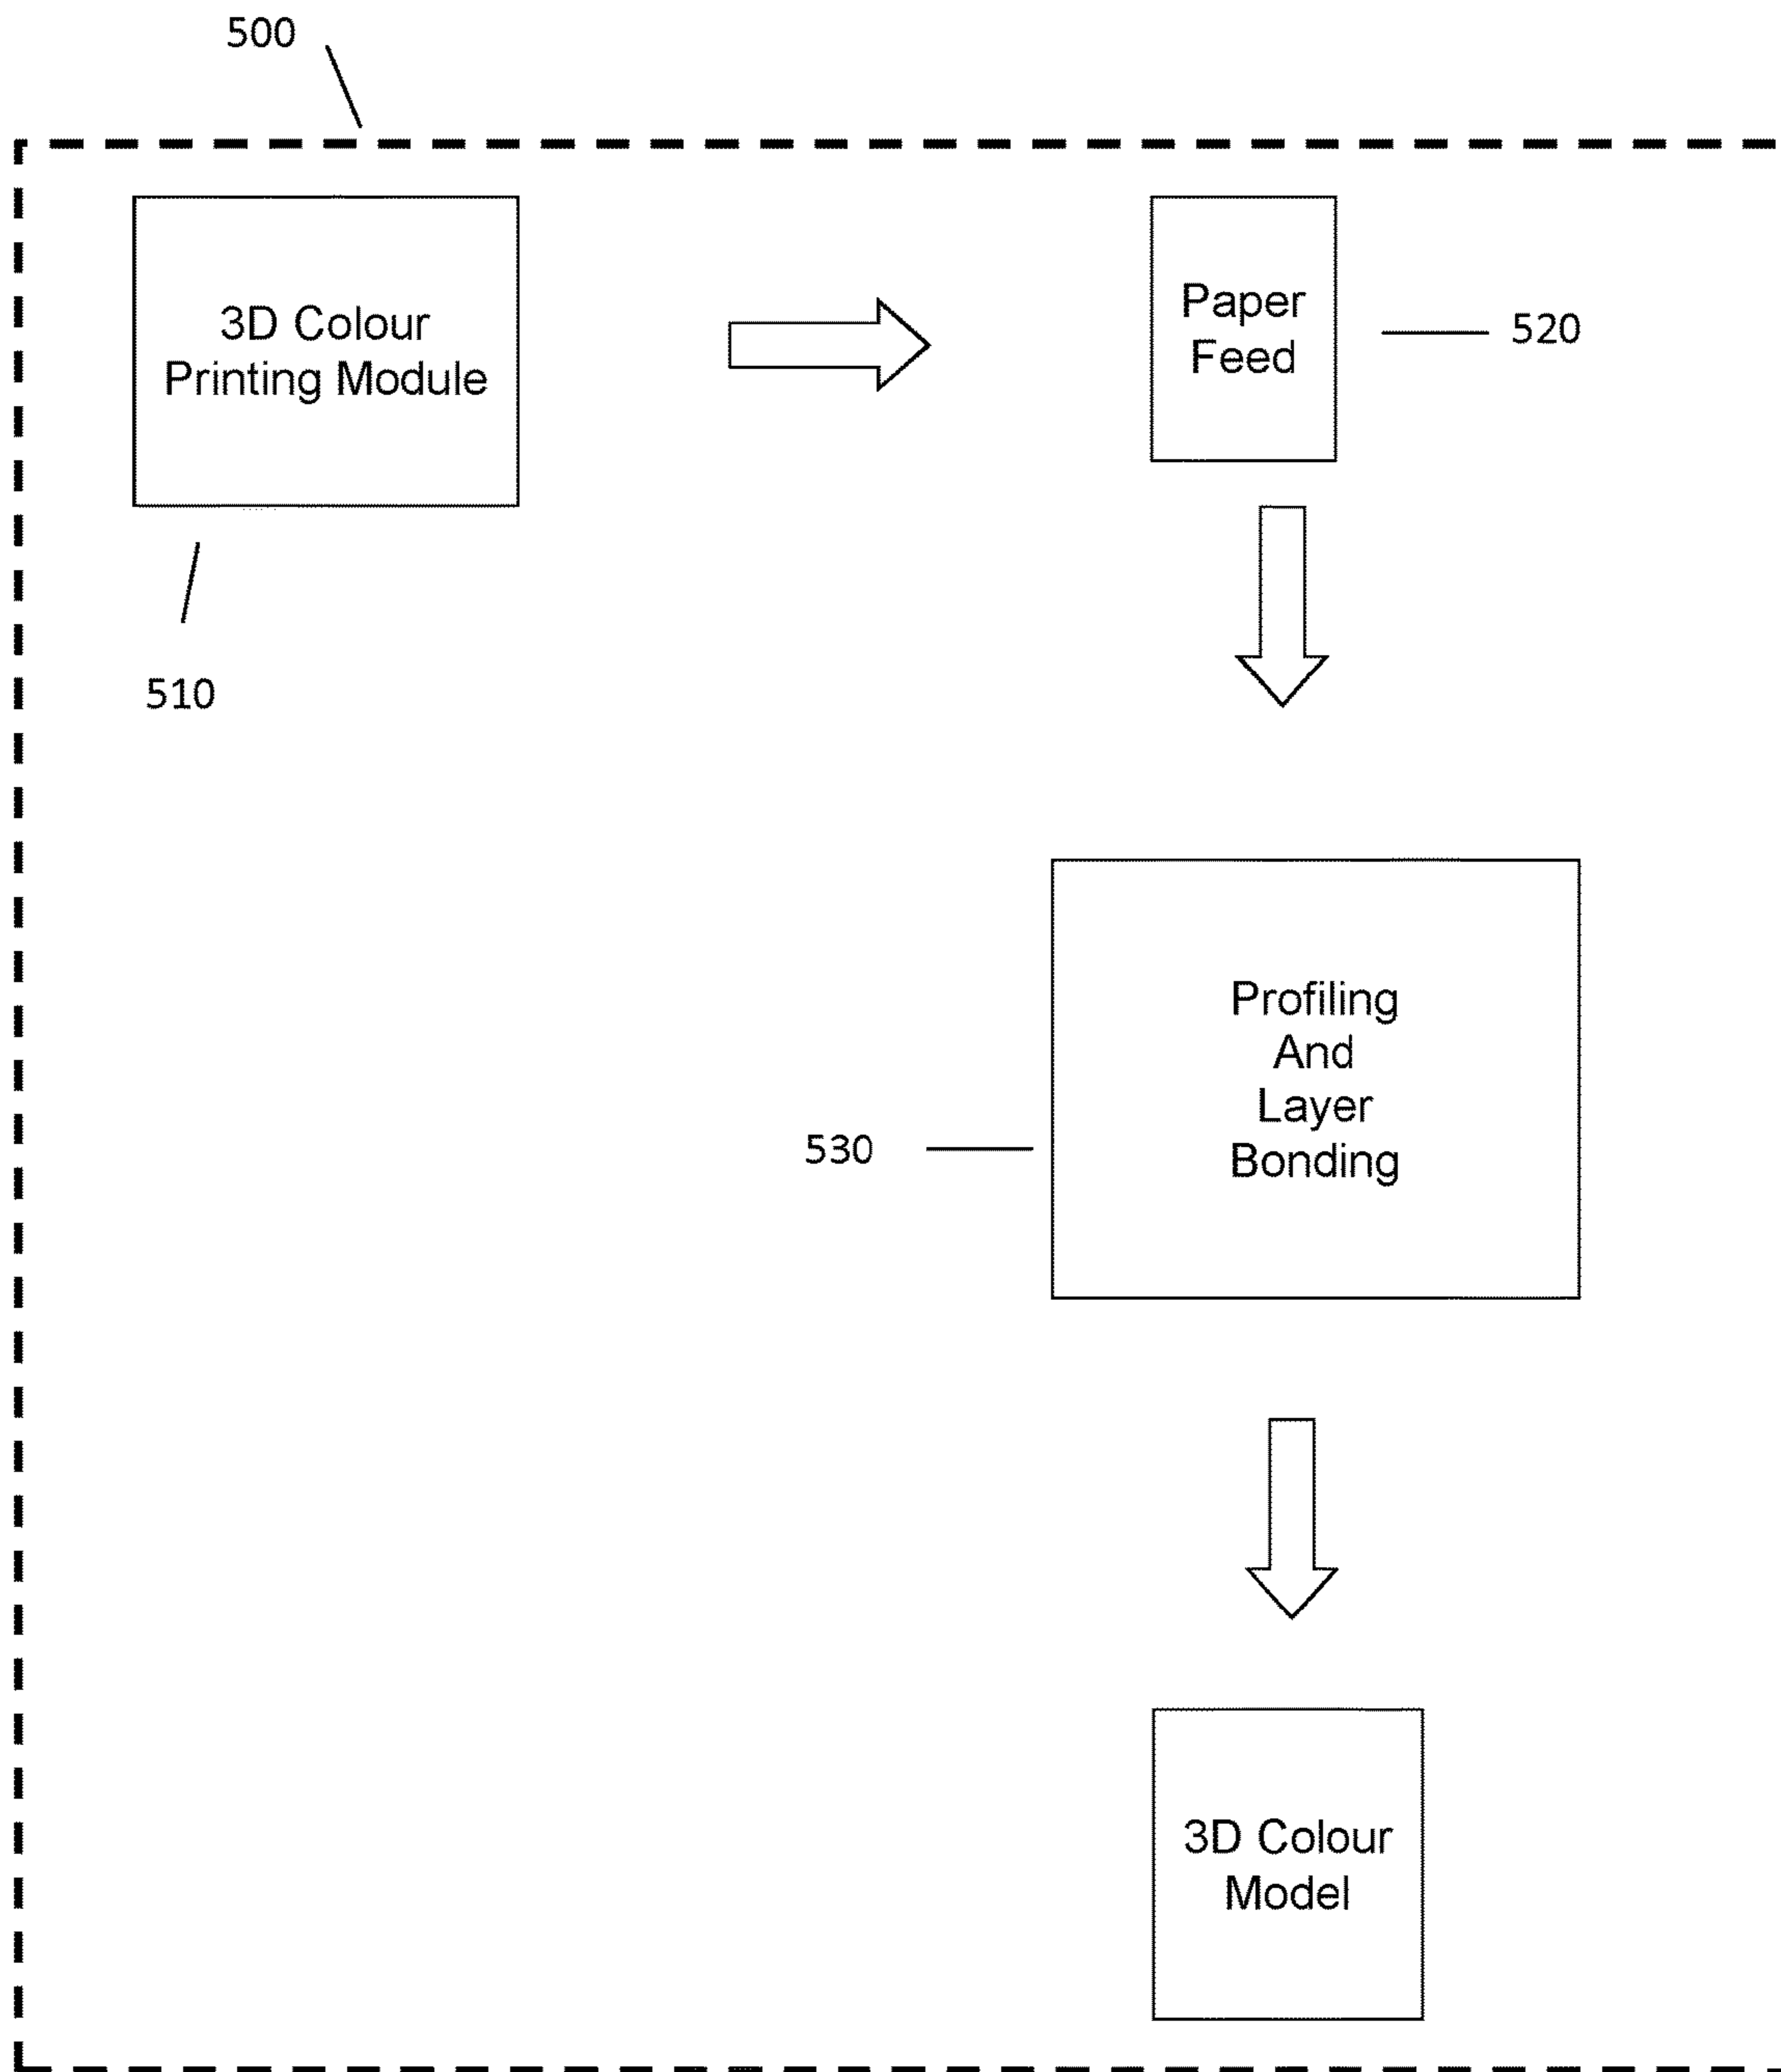 500
3D Colour
Printing Module
Paper
Feed
520
510
Profiling
And
Layer
Bonding
530
3D Colour
Model